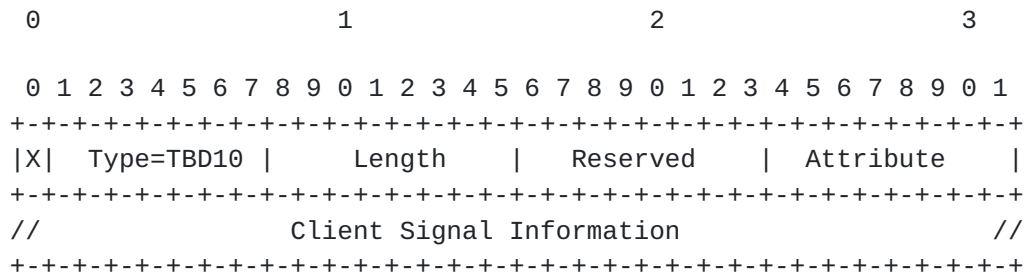 0                   1                   2                   3

 0 1 2 3 4 5 6 7 8 9 0 1 2 3 4 5 6 7 8 9 0 1 2 3 4 5 6 7 8 9 0 1
+-+-+-+-+-+-+-+-+-+-+-+-+-+-+-+-+-+-+-+-+-+-+-+-+-+-+-+-+-+-+-+-+
|X|  Type=TBD10 |     Length    |   Reserved    |  Attribute    |
+-+-+-+-+-+-+-+-+-+-+-+-+-+-+-+-+-+-+-+-+-+-+-+-+-+-+-+-+-+-+-+-+
//                Client Signal Information                    //
+-+-+-+-+-+-+-+-+-+-+-+-+-+-+-+-+-+-+-+-+-+-+-+-+-+-+-+-+-+-+-+-+